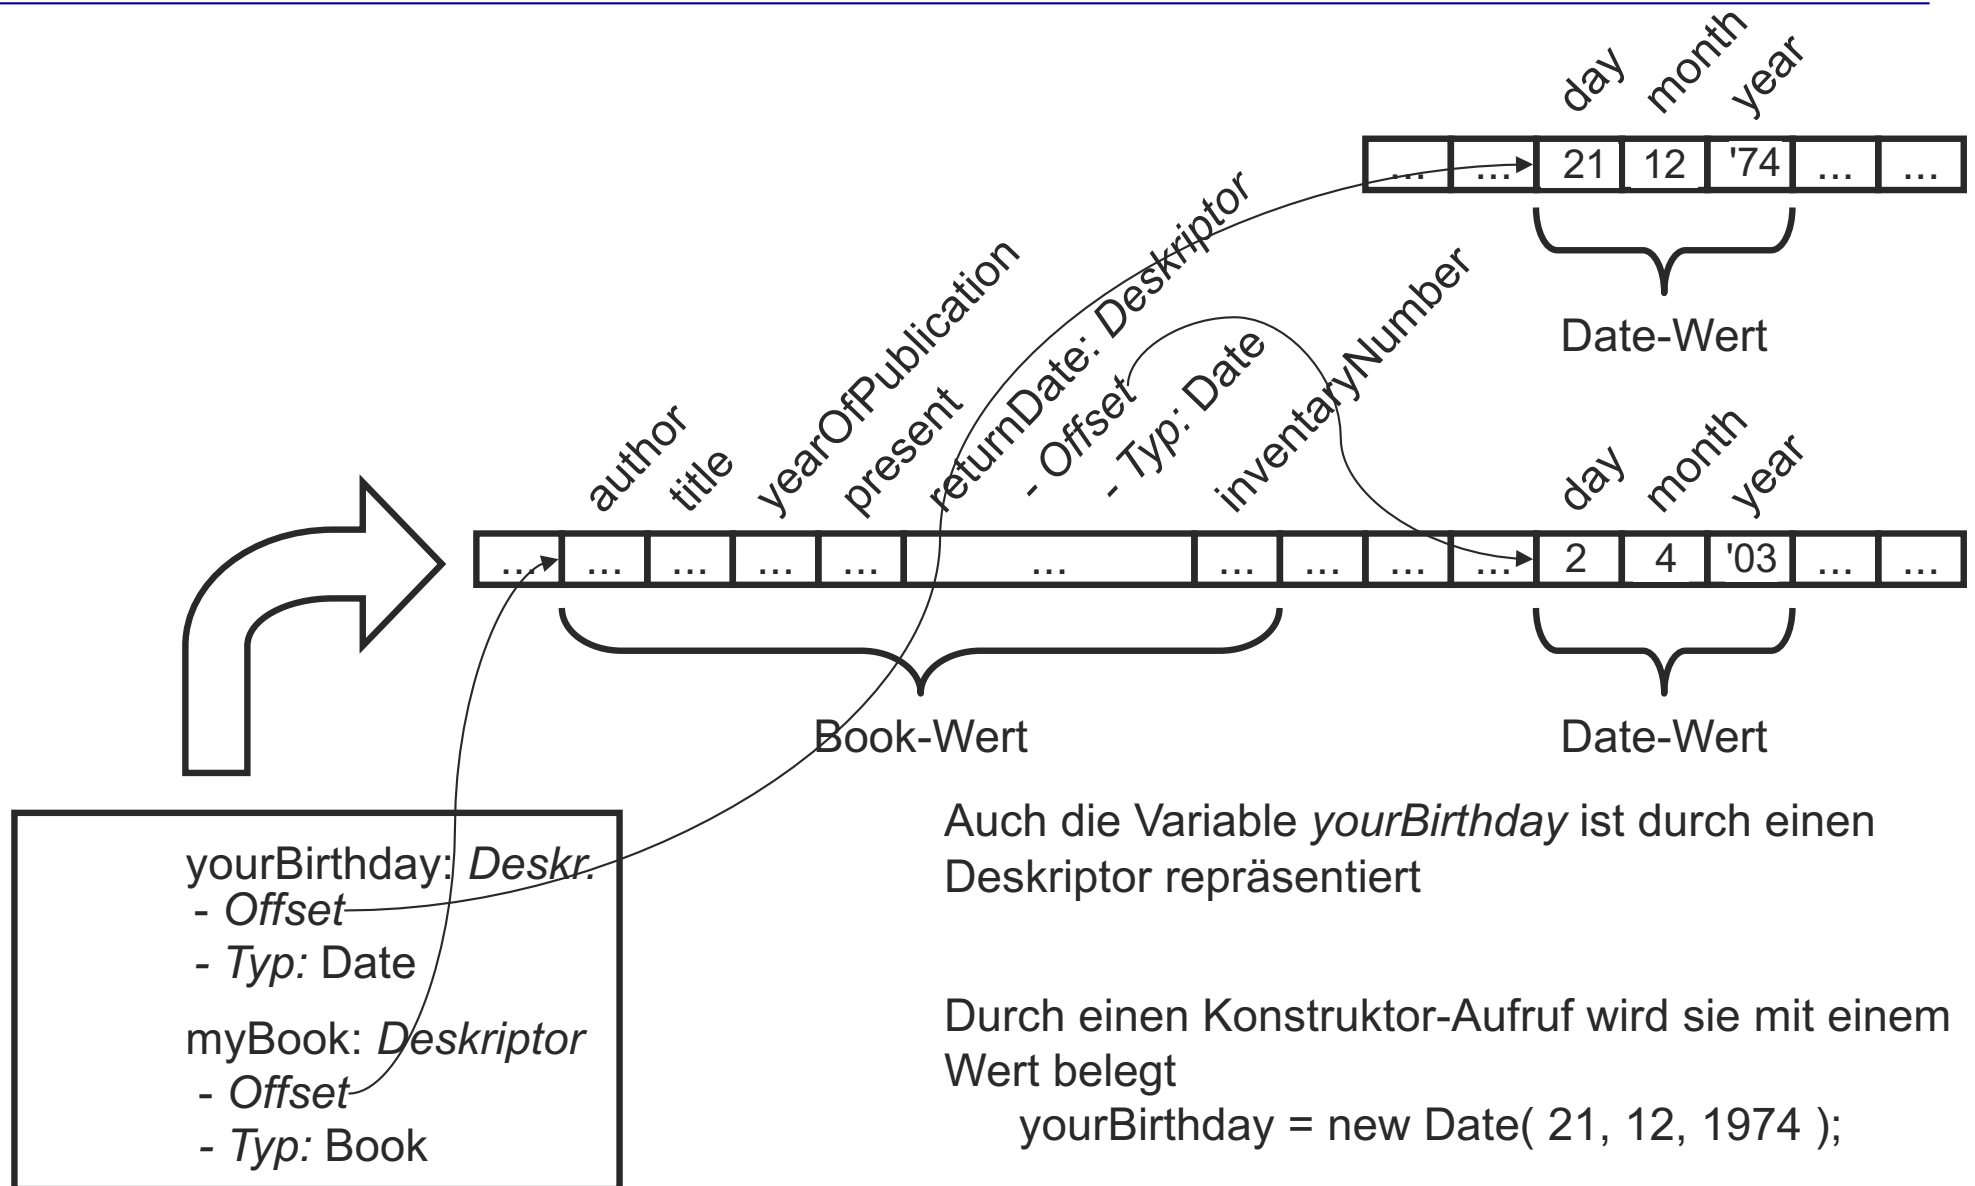 day month year
... ... 21 12 '74 ... ...
Date-Wert
author title yearOfPublication present returnDate: Deskriptor
- Offset
- Typ: Date
inventaryNumber
day month year
... ... ... ... ... ... ... ... ... ... 2 4 '03 ... ...
Book-Wert
Date-Wert
yourBirthday: Deskr.
- Offset
- Typ: Date
myBook: Deskriptor
- Offset
- Typ: Book
Auch die Variable yourBirthday ist durch einen
Deskriptor repräsentiert
Durch einen Konstruktor-Aufruf wird sie mit einem
Wert belegt
yourBirthday = new Date( 21, 12, 1974 );